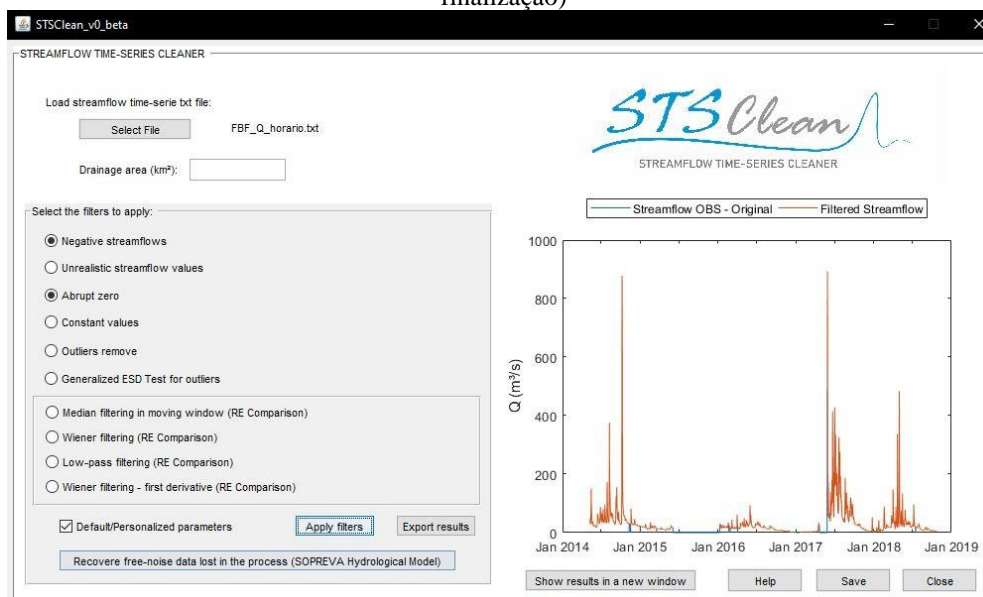 finalização)
STSClean_v0_beta
STREAMFLOW TIME-SERIES CLEANER
Load streamflow time-serie txt file:
Select File
FBF_Q_horario.txt
Drainage area (km²):
Select the filters to apply:
Negative streamflows
Unrealistic streamflow values
Abrupt zero
Constant values
Outliers remove
Generalized ESD Test for outliers
Median filtering in moving window (RE Comparison)
Wiener filtering (RE Comparison)
Low-pass filtering (RE Comparison)
Wiener filtering - first derivative (RE Comparison)
Default/Personalized parameters
Apply filters
Export results
Recovere free-noise data lost in the process (SOPREVA Hydrological Model)
STSClean
STREAMFLOW TIME-SERIES CLEANER
Streamflow OBS - Original
Filtered Streamflow
Q (m³/s)
1000
800
600
400
200
0
Jan 2014
Jan 2015
Jan 2016
Jan 2017
Jan 2018
Jan 2019
Show results in a new window
Help
Save
Close